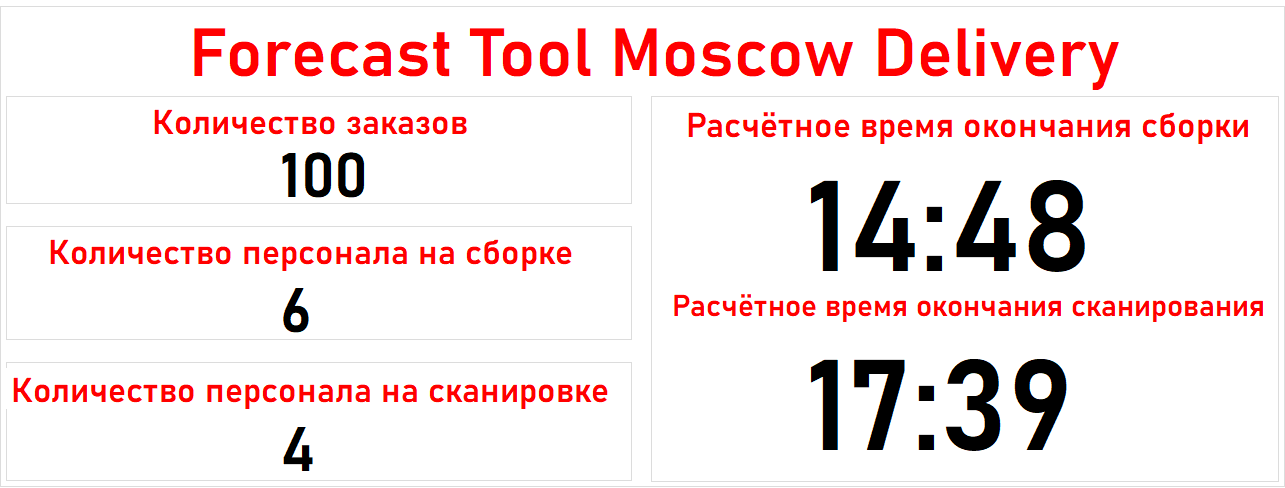 Forecast Tool Moscow Delivery
Количество заказов
100
Количество персонала на сборке
6
Количество персонала на сканировке
4
Расчётное время окончания сборки
14:48
Расчётное время окончания сканирования
17:39